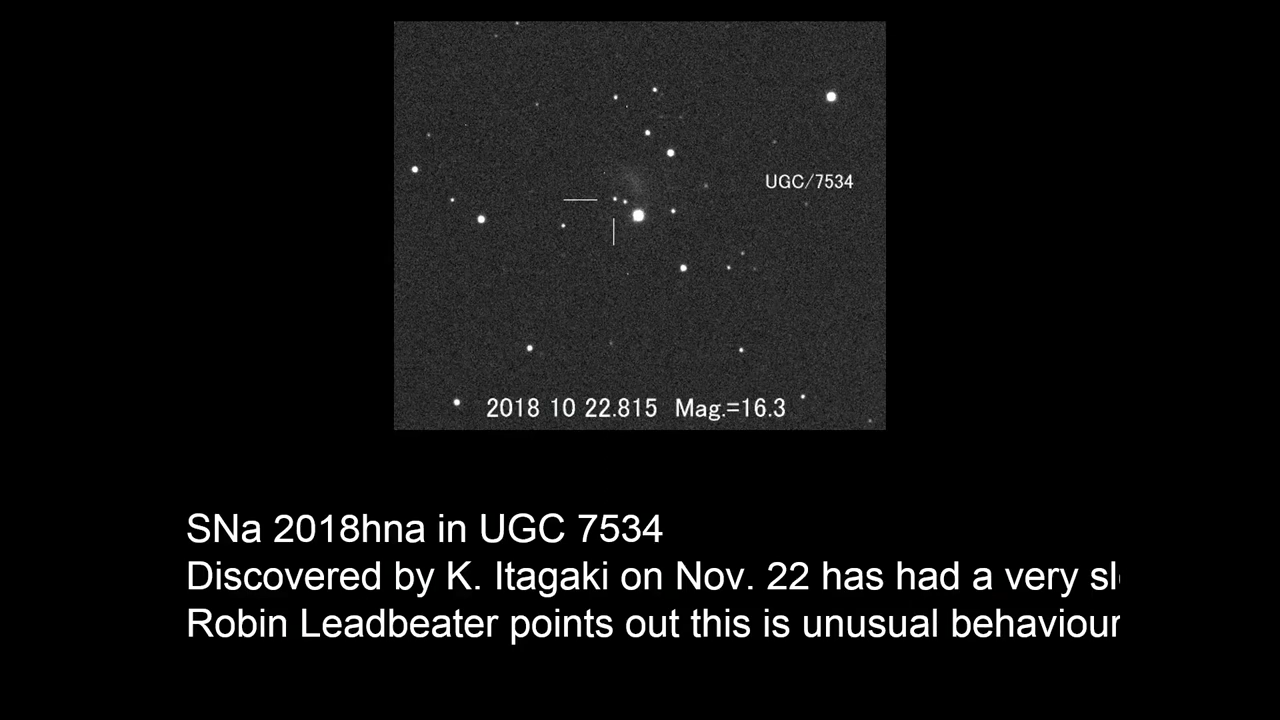 UGC/7534
2018 10 22.815 Mag.=16.3
SNa 2018hna in UGC 7534
Discovered by K. Itagaki on Nov. 22 has had a very
Robin Leadbeater points out this is unusual behaviour